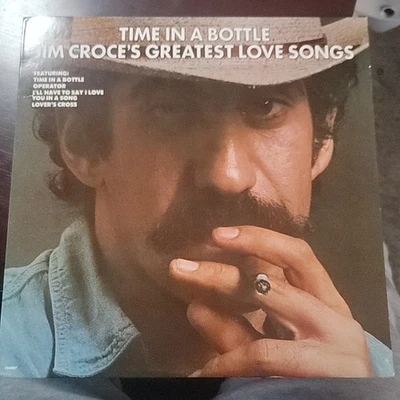 TIME IN A BOTTLE
JIM CROCE'S GREATEST LOVE SONGS
FEATURING:
TIME IN A BOTTLE
OPERATOR
I'LL HAVE TO SAY I LOVE
YOU IN A SONG
LOVER'S CROSS